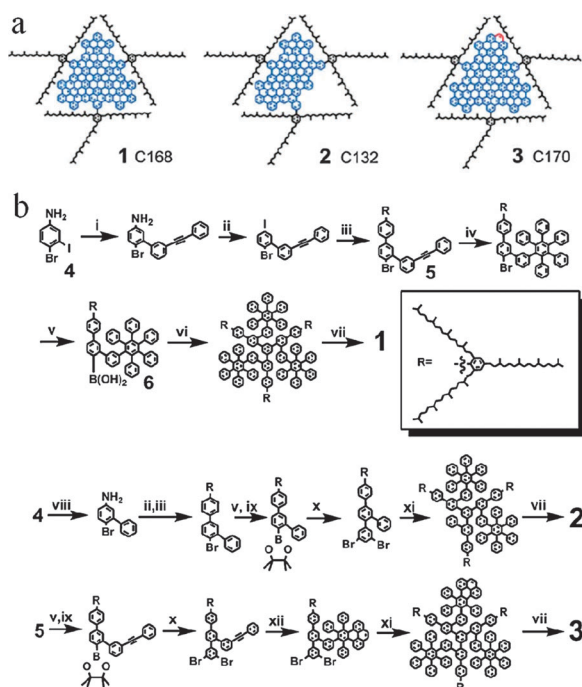 a
1 C168 2 C132 3 C170
b
NH₂ NH₂ I R R
i ii iii iv
I Br Br Br Br Br
4 5
R R R
v vi vii 1 R=
B(OH)₂ 6 R
R R R R
NH₂ R R
4 viii ii,iii v, ix x xi vii 2
Br Br B Br Br R
O O
R R R R R
5 v,ix x xii xi vii 3
B Br Br Br Br
O O R